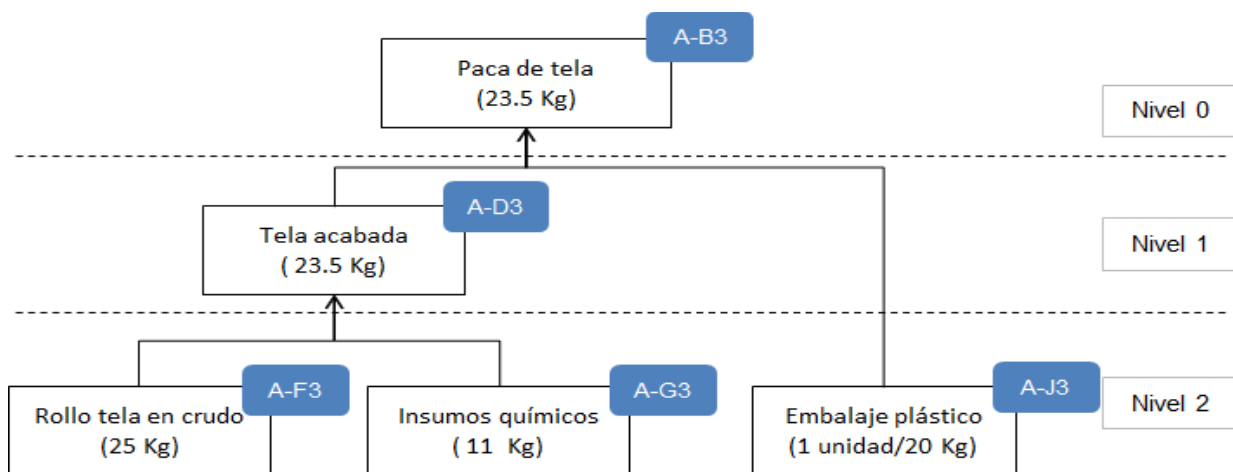 A-B3
Paca de tela
(23.5 Kg)
Nivel 0
A-D3
Tela acabada
( 23.5 Kg)
Nivel 1
A-F3
Rollo tela en crudo
(25 Kg)
A-G3
Insumos químicos
( 11 Kg)
A-J3
Embalaje plástico
(1 unidad/20 Kg)
Nivel 2